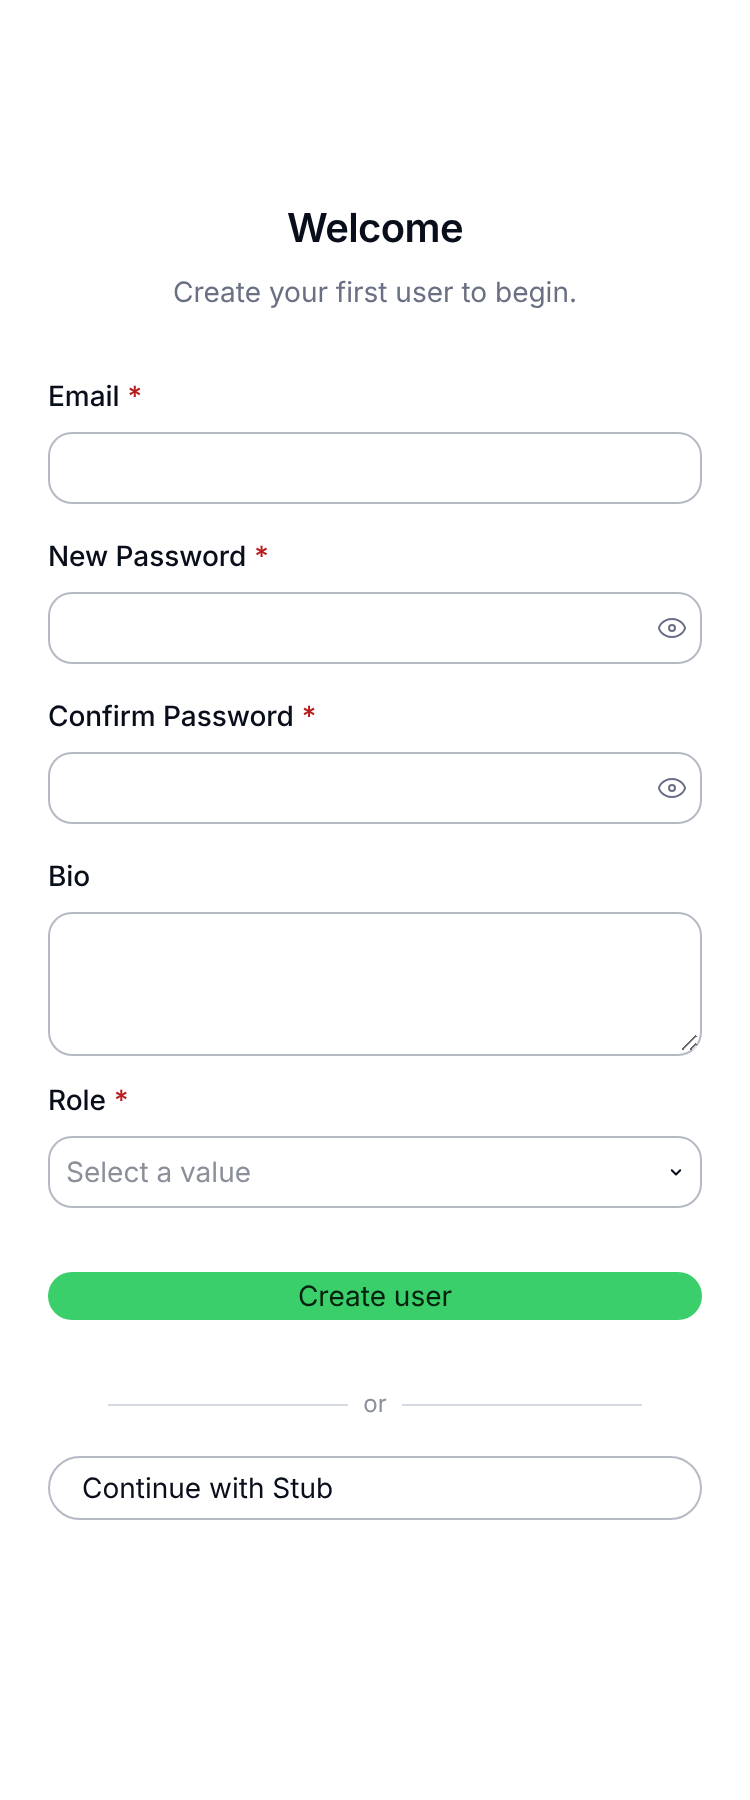 Welcome
Create your first user to begin.
Email *
New Password *
Confirm Password *
Bio
Role *
Select a value
Create user
or
Continue with Stub